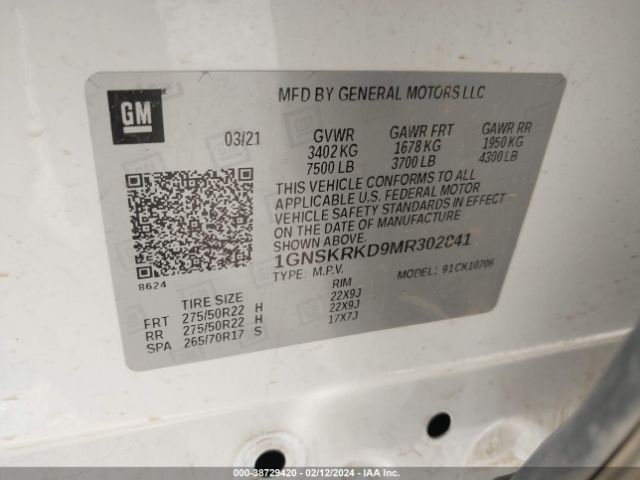 GM
MFD BY GENERAL MOTORS LLC
03/21 GVWR GAWR FRT GAWR RR
3402 KG 1678 KG 1950 KG
7500 LB 3700 LB 4300 LB
THIS VEHICLE CONFORMS TO ALL
APPLICABLE U.S. FEDERAL MOTOR
VEHICLE SAFETY STANDARDS IN EFFECT
ON THE DATE OF MANUFACTURE
SHOWN ABOVE.
1GNSKRKD9MR302841
8624 TYPE: M.P.V. MODEL: 91CK10706
TIRE SIZE RIM
FRT 275/50R22 H 22X9J
RR 275/50R22 H 22X9J
SPA 265/70R17 S 17X7J
000-38729420 - 02/12/2024 - IAA Inc.